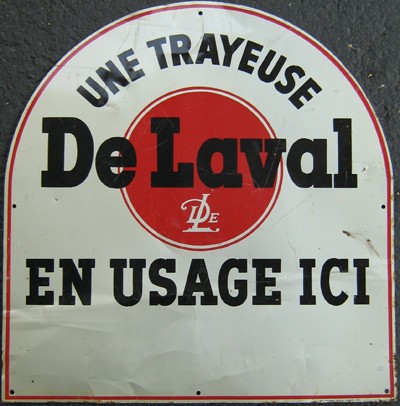 UNE TRAYEUSE
De Laval
DLE
EN USAGE ICI